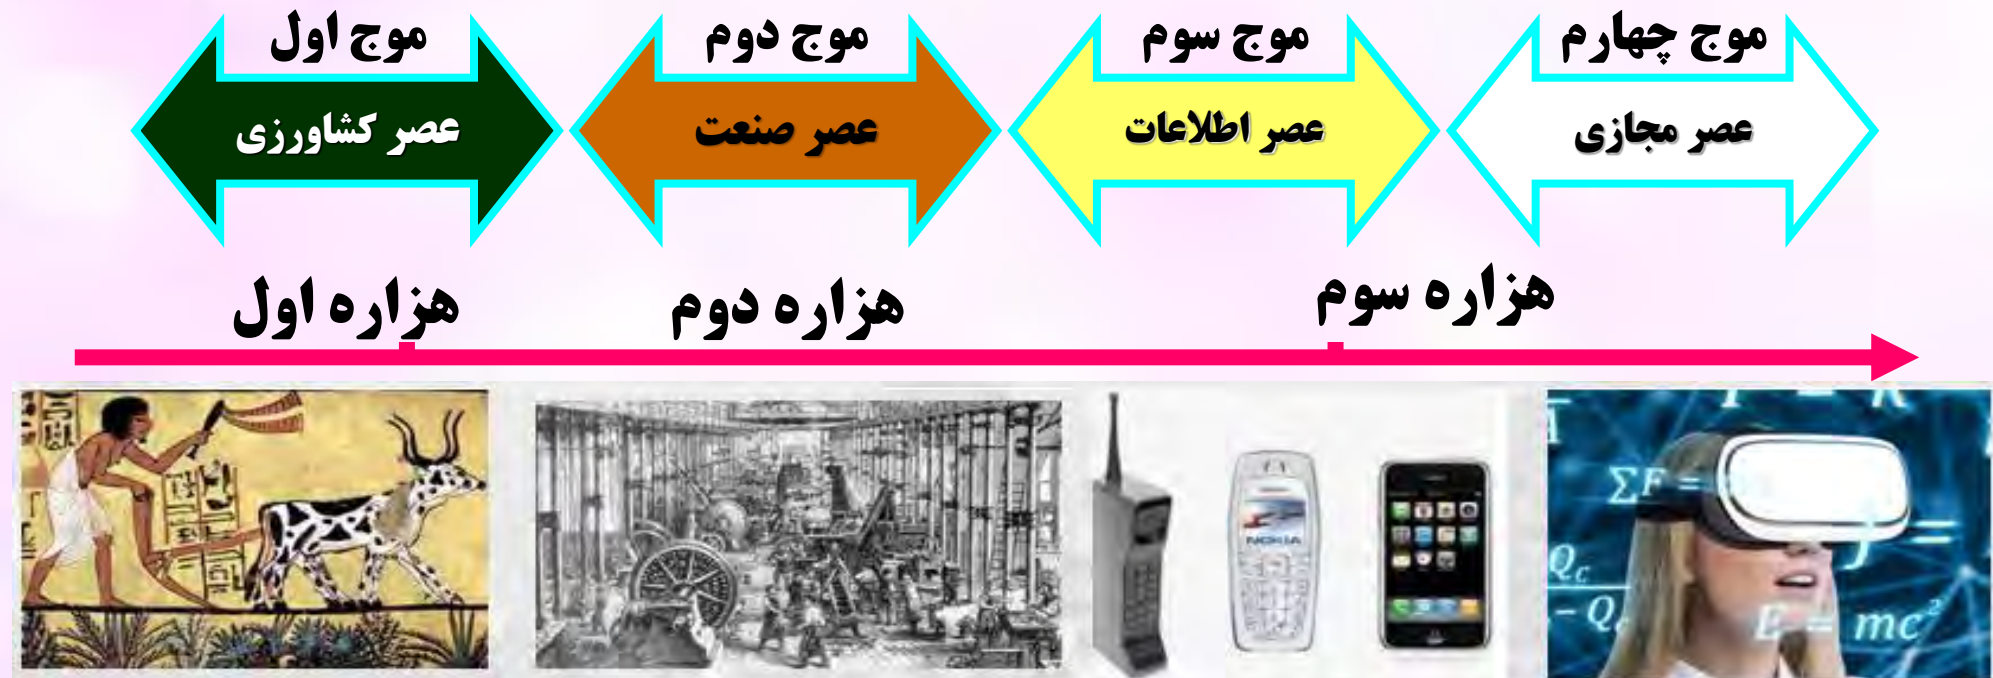 موج اول
موج دوم
موج سوم
موج چهارم
عصر کشاورزی
عصر صنعت
عصر اطلاعات
عصر مجازی
هزاره اول
هزاره دوم
هزاره سوم
NOKIA
ΣF =
Qc
E = mc²